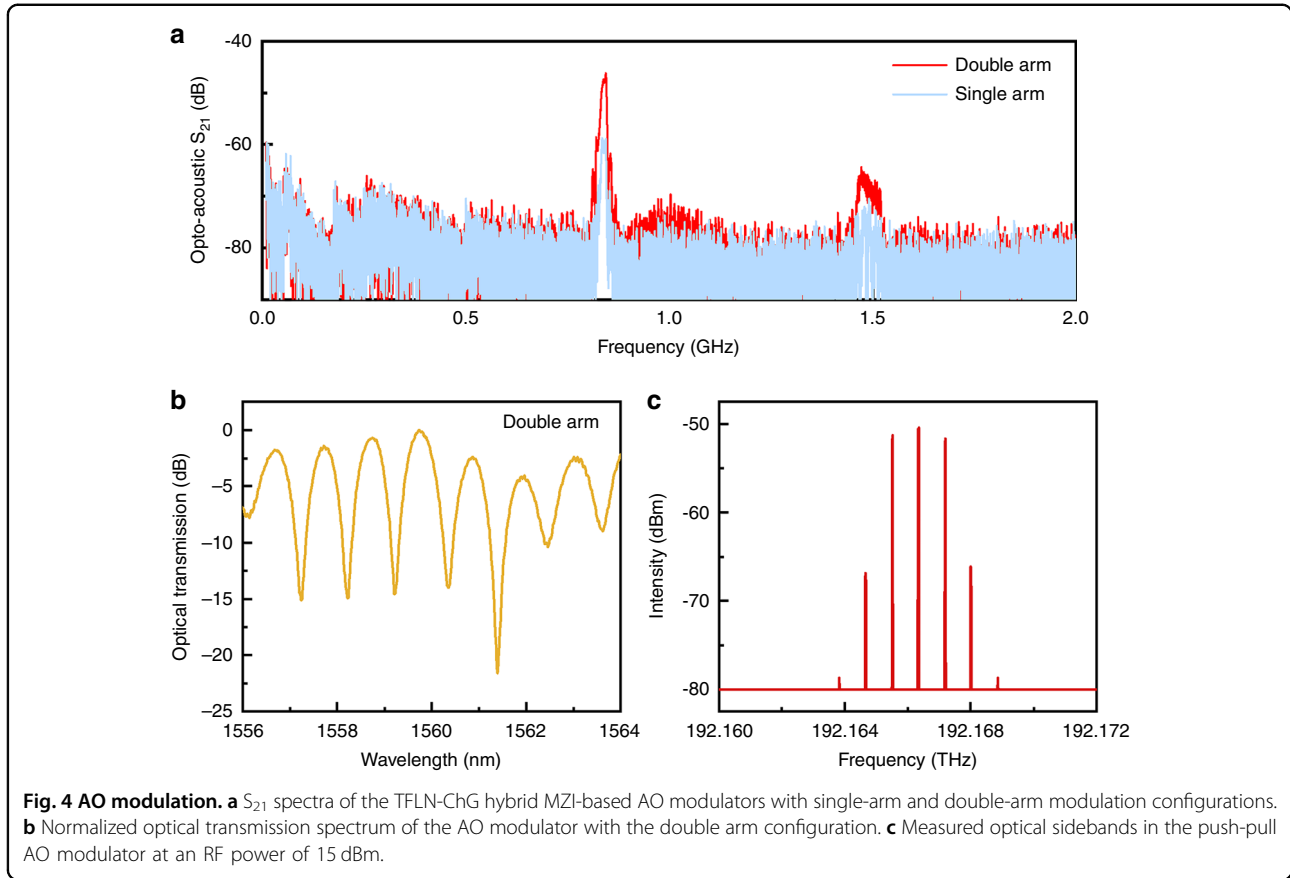 a
-40
-60
-80
Opto-acoustic S21 (dB)
Double arm
Single arm
0.0 0.5 1.0 1.5 2.0
Frequency (GHz)
b
0
−5
−10
−15
−20
−25
Optical transmission (dB)
Double arm
1556 1558 1560 1562 1564
Wavelength (nm)
c
-50
-60
-70
-80
Intensity (dBm)
192.160 192.164 192.168 192.172
Frequency (THz)
Fig. 4 AO modulation. a S21 spectra of the TFLN-ChG hybrid MZI-based AO modulators with single-arm and double-arm modulation configurations.
b Normalized optical transmission spectrum of the AO modulator with the double arm configuration. c Measured optical sidebands in the push-pull
AO modulator at an RF power of 15 dBm.